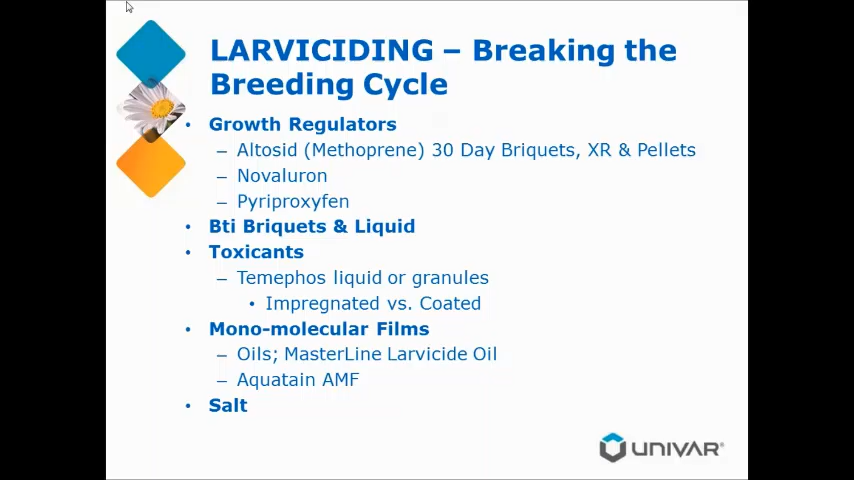 LARVICIDING – Breaking the
Breeding Cycle
• Growth Regulators
– Altosid (Methoprene) 30 Day Briquets, XR & Pellets
– Novaluron
– Pyriproxyfen
• Bti Briquets & Liquid
• Toxicants
– Temephos liquid or granules
• Impregnated vs. Coated
• Mono-molecular Films
– Oils; MasterLine Larvicide Oil
– Aquatain AMF
• Salt
UNIVAR®